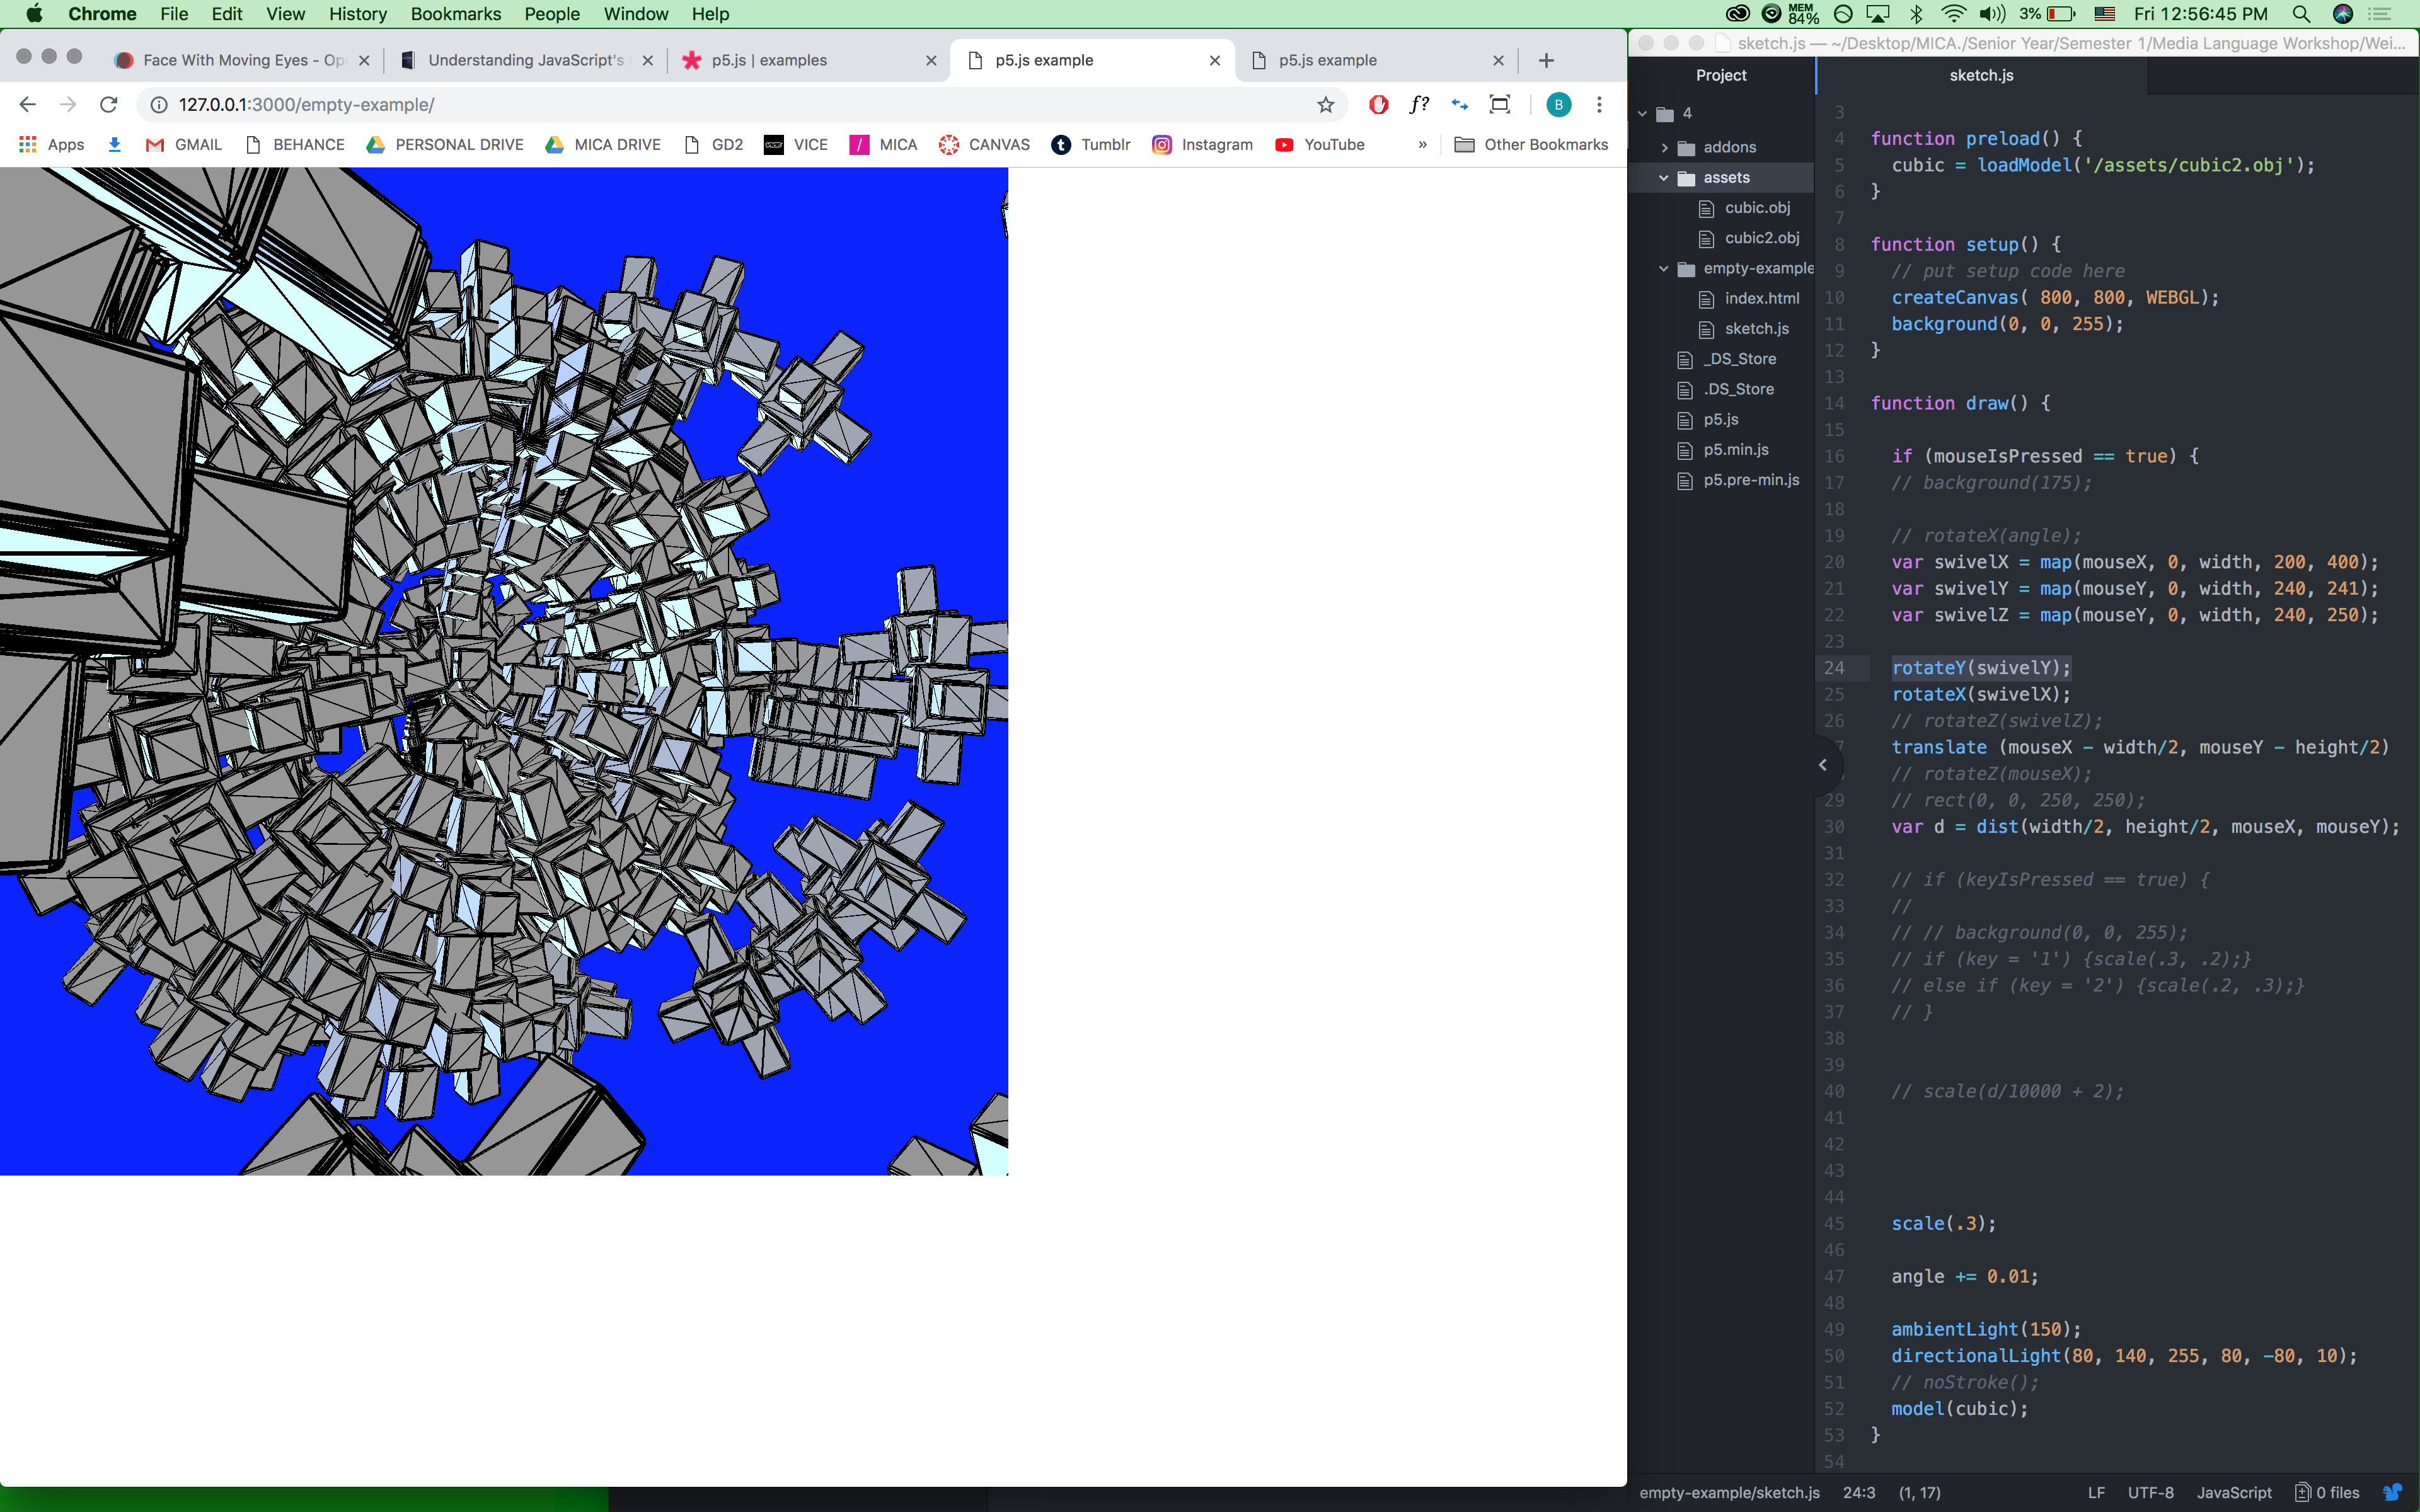 Chrome File Edit View History Bookmarks People Window Help
MEM 84% 3% Fri 12:56:45 PM
Face With Moving Eyes - Op
Understanding JavaScript's
p5.js | examples
p5.js example
p5.js example
127.0.0.1:3000/empty-example/
f?
B
Apps GMAIL BEHANCE PERSONAL DRIVE MICA DRIVE GD2 VICE MICA CANVAS Tumblr Instagram YouTube » Other Bookmarks
sketch.js — ~/Desktop/MICA./Senior Year/Semester 1/Media Language Workshop/Wei...
Project
4
addons
assets
cubic.obj
cubic2.obj
empty-example
index.html
sketch.js
_DS_Store
.DS_Store
p5.js
p5.min.js
p5.pre-min.js
sketch.js
3
4 function preload() {
5 cubic = loadModel('/assets/cubic2.obj');
6 }
7
8 function setup() {
9 // put setup code here
10 createCanvas( 800, 800, WEBGL);
11 background(0, 0, 255);
12 }
13
14 function draw() {
15
16 if (mouseIsPressed == true) {
17 // background(175);
18
19 // rotateX(angle);
20 var swivelX = map(mouseX, 0, width, 200, 400);
21 var swivelY = map(mouseY, 0, width, 240, 241);
22 var swivelZ = map(mouseY, 0, width, 240, 250);
23
24 rotateY(swivelY);
25 rotateX(swivelX);
26 // rotateZ(swivelZ);
7 translate (mouseX - width/2, mouseY - height/2)
// rotateZ(mouseX);
29 // rect(0, 0, 250, 250);
30 var d = dist(width/2, height/2, mouseX, mouseY);
31
32 // if (keyIsPressed == true) {
33 //
34 // // background(0, 0, 255);
35 // if (key = '1') {scale(.3, .2);}
36 // else if (key = '2') {scale(.2, .3);}
37 // }
38
39
40 // scale(d/10000 + 2);
41
42
43
44
45 scale(.3);
46
47 angle += 0.01;
48
49 ambientLight(150);
50 directionalLight(80, 140, 255, 80, -80, 10);
51 // noStroke();
52 model(cubic);
53 }
54
empty-example/sketch.js 24:3 (1, 17) LF UTF-8 JavaScript 0 files